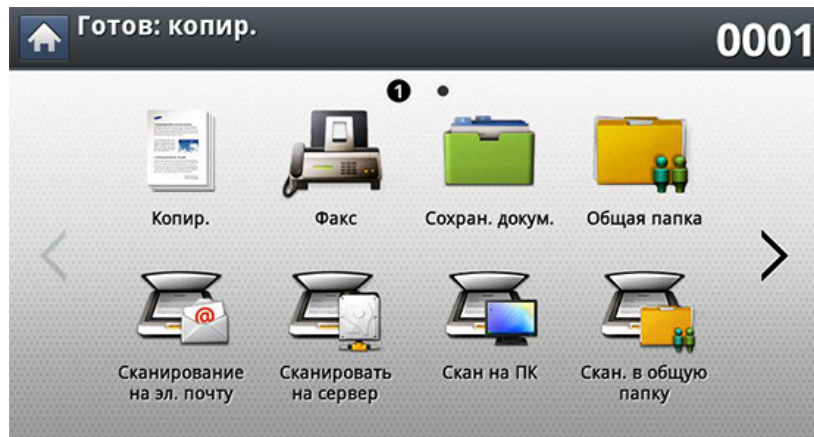 Готов: копир.
0001
1
Копир.
Факс
Сохран. докум.
Общая папка
Сканирование
на эл. почту
Сканировать
на сервер
Скан на ПК
Скан. в общую
папку